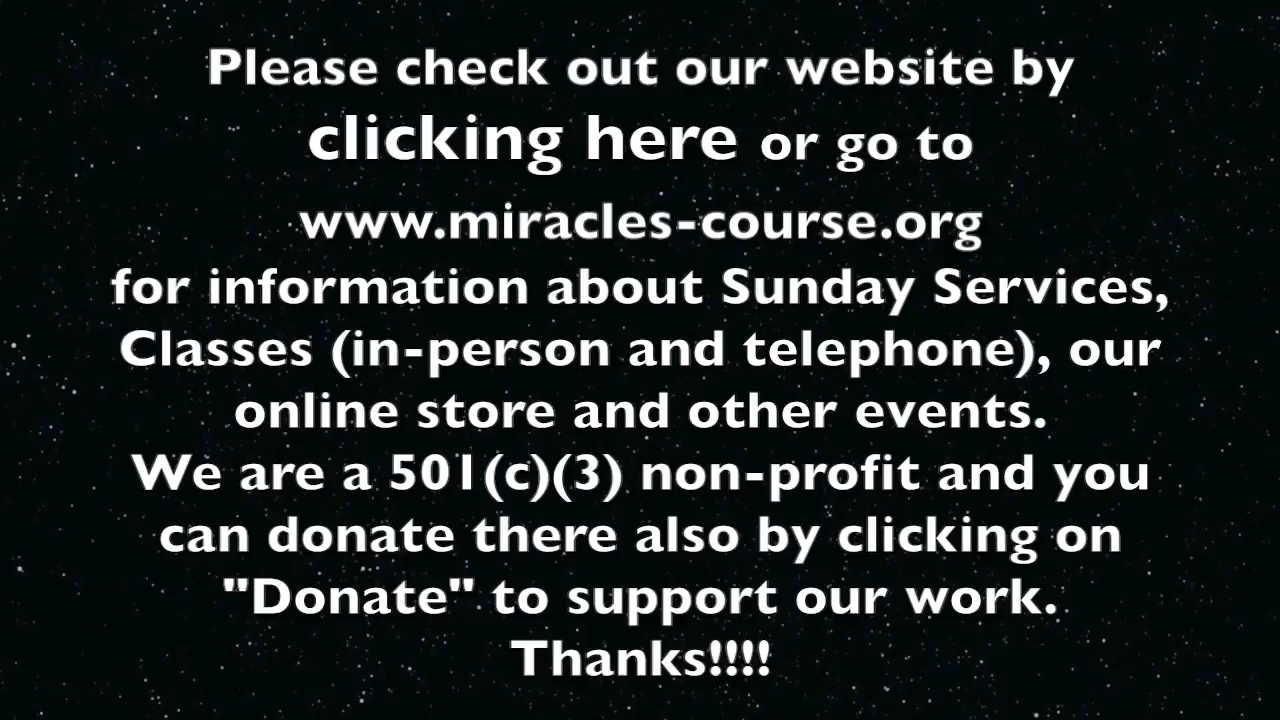 Please check out our website by
clicking here or go to
www.miracles-course.org
for information about Sunday Services,
Classes (in-person and telephone), our
online store and other events.
We are a 501(c)(3) non-profit and you
can donate there also by clicking on
"Donate" to support our work.
Thanks!!!!